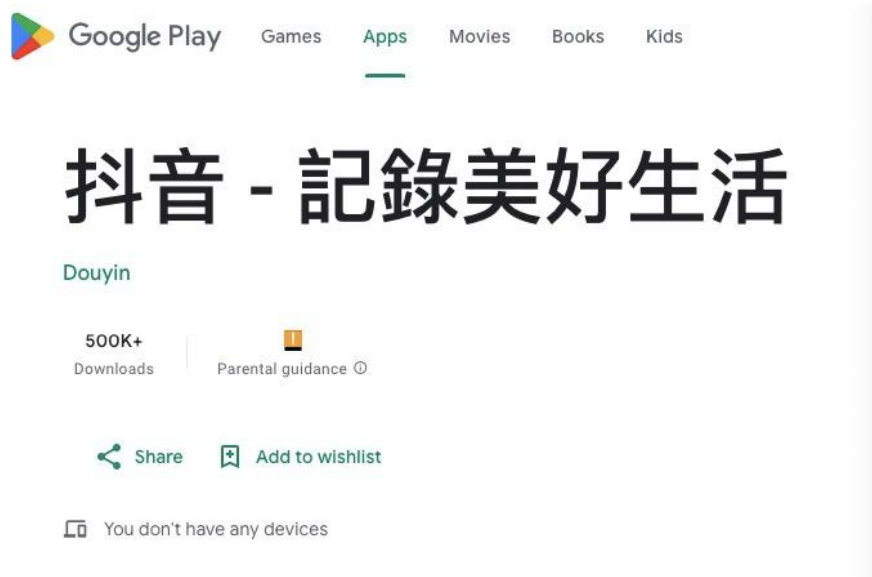 Google Play Games Apps Movies Books Kids
抖音 - 記錄美好生活
Douyin
500K+
Downloads
Parental guidance
Share
Add to wishlist
You don't have any devices